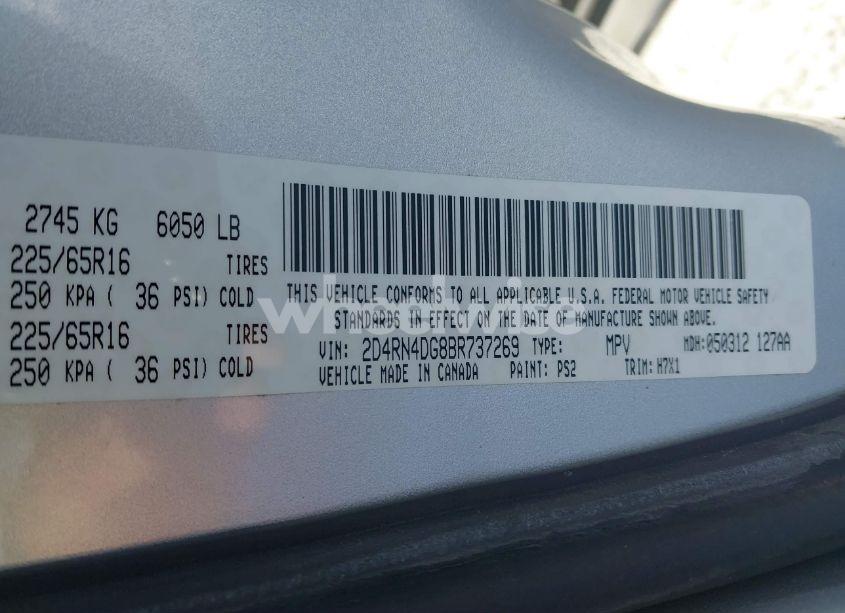 2745 KG 6050 LB
225/65R16 TIRES
250 KPA ( 36 PSI) COLD
225/65R16 TIRES
250 KPA ( 36 PSI) COLD
THIS VEHICLE CONFORMS TO ALL APPLICABLE U.S.A. FEDERAL MOTOR VEHICLE SAFETY
STANDARDS IN EFFECT ON THE DATE OF MANUFACTURE SHOWN ABOVE.
VIN: 2D4RN4DG8BR737269 TYPE: MPV MDH: 050312 127AA
VEHICLE MADE IN CANADA PAINT: PS2 TRIM: H7X1